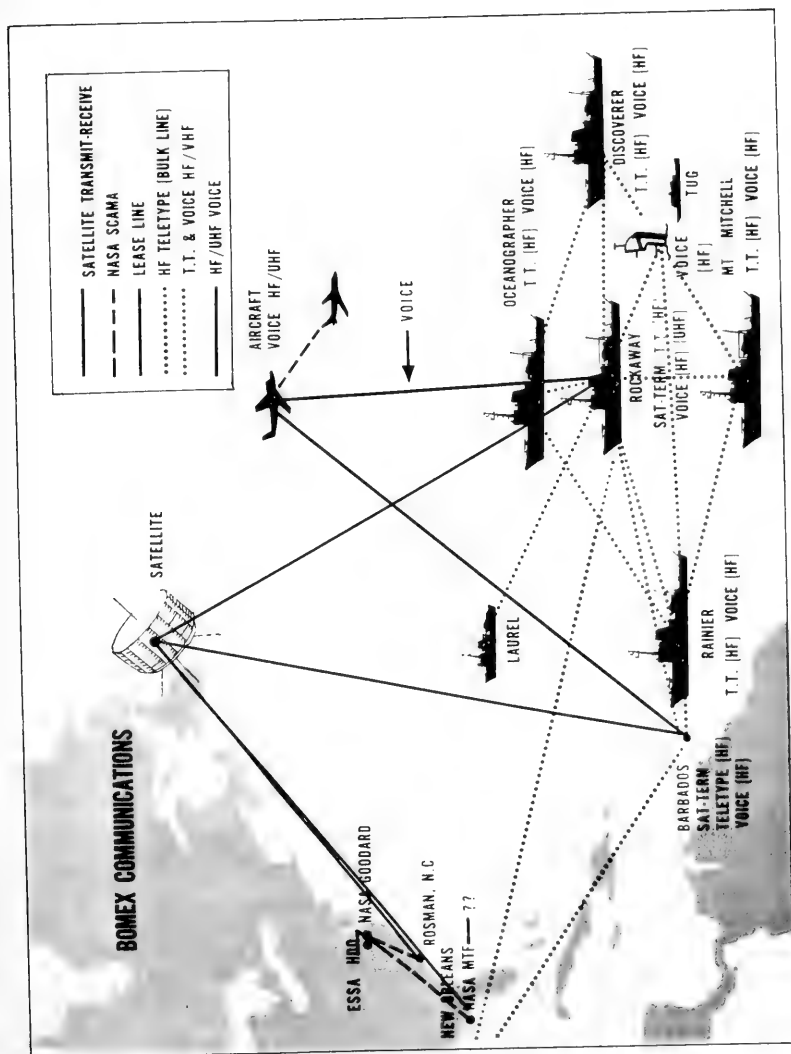 BOMEX COMMUNICATIONS
SATELLITE TRANSMIT-RECEIVE
NASA SCAMA
LEASE LINE
HF TELETYPE (BULK LINE)
T.T. & VOICE HF/VHF
HF/UHF VOICE
SATELLITE
AIRCRAFT
VOICE HF/UHF
VOICE
ESSA HDQ
NASA GODDARD
ROSMAN, N.C
NEW ORLEANS
NASA MTF — ??
LAUREL
OCEANOGRAPHER
T.T. (HF) VOICE (HF)
ROCKAWAY
SAT-TERM T.T. (HF)
VOICE (HF) (UHF)
DISCOVERER
T.T. (HF) VOICE (HF)
VOICE
(HF)
TUG
MT MITCHELL
T.T. (HF) VOICE (HF)
BARBADOS
SAT-TERM
TELETYPE (HF)
VOICE (HF)
RAINIER
T.T. (HF) VOICE (HF)